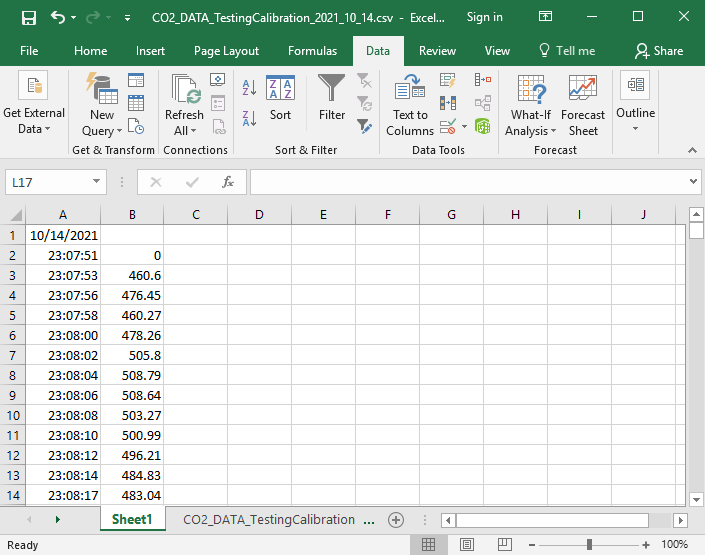 CO2_DATA_TestingCalibration_2021_10_14.csv - Excel... Sign in
File Home Insert Page Layout Formulas Data Review View Tell me Share
Get External Data
New Query
Refresh All
Sort
Filter
Text to Columns
What-If Analysis
Forecast Sheet
Outline
Get & Transform Connections Sort & Filter Data Tools Forecast
L17 fx
A B C D E F G H I J
1 10/14/2021
2 23:07:51 0
3 23:07:53 460.6
4 23:07:56 476.45
5 23:07:58 460.27
6 23:08:00 478.26
7 23:08:02 505.8
8 23:08:04 508.79
9 23:08:06 508.64
10 23:08:08 503.27
11 23:08:10 500.99
12 23:08:12 496.21
13 23:08:14 484.83
14 23:08:17 483.04
Sheet1 CO2_DATA_TestingCalibration ...
Ready 100%